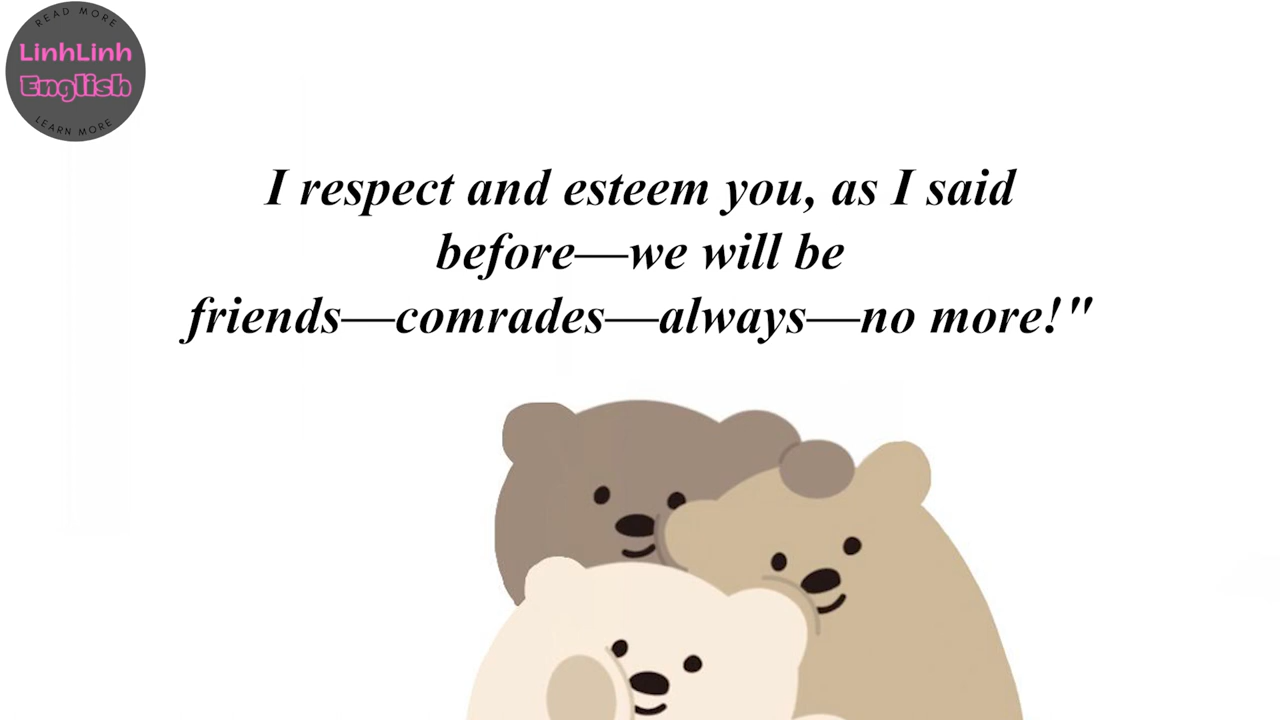 READ MORE
LinhLinh
English
LEARN MORE
I respect and esteem you, as I said
before—we will be
friends—comrades—always—no more!"